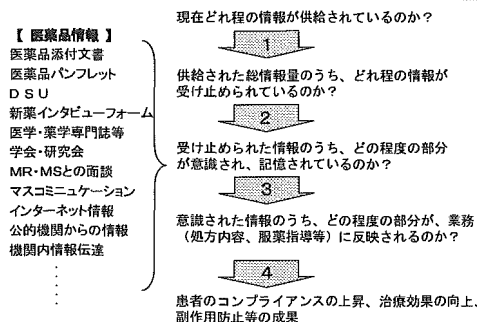 【 医薬品情報 】
医薬品添付文書
医薬品パンフレット
DSU
新薬インタビューフォーム
医学・薬学専門誌等
学会・研究会
MR・MSとの面談
マスコミニュケーション
インターネット情報
公的機関からの情報
機関内情報伝達
・
・
・
・
現在どれ程の情報が供給されているのか？
1
供給された総情報量のうち、どれ程の情報が
受け止められているのか？
2
受け止められた情報のうち、どの程度の部分
が意識され、記憶されているのか？
3
意識された情報のうち、どの程度の部分が、業務
（処方内容、服薬指導等）に反映されるのか？
4
患者のコンプライアンスの上昇、治療効果の向上、
副作用防止等の成果